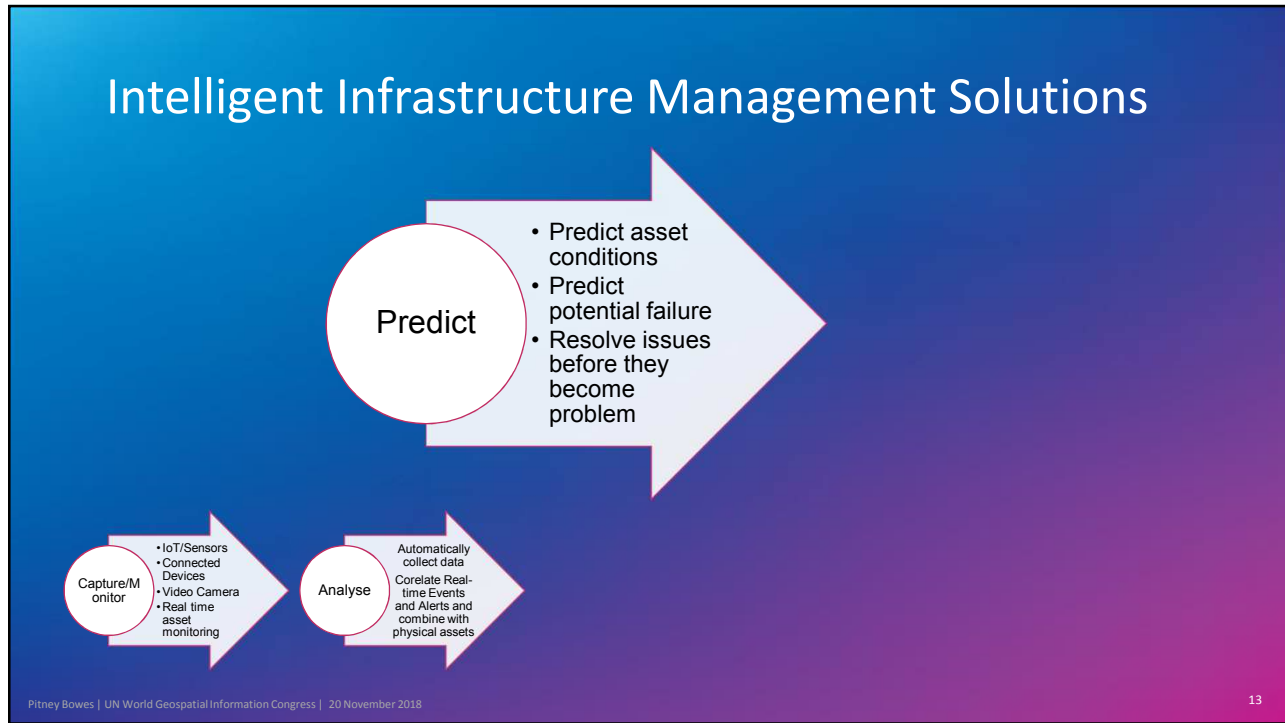 Intelligent Infrastructure Management Solutions
Predict
• Predict asset
conditions
• Predict
potential failure
• Resolve issues
before they
become
problem
Capture/M
onitor
•IoT/Sensors
•Connected
Devices
•Video Camera
•Real time
asset
monitoring
Analyse
Automatically
collect data
Corelate Real-
time Events
and Alerts and
combine with
physical assets
Pitney Bowes | UN World Geospatial Information Congress | 20 November 2018
13